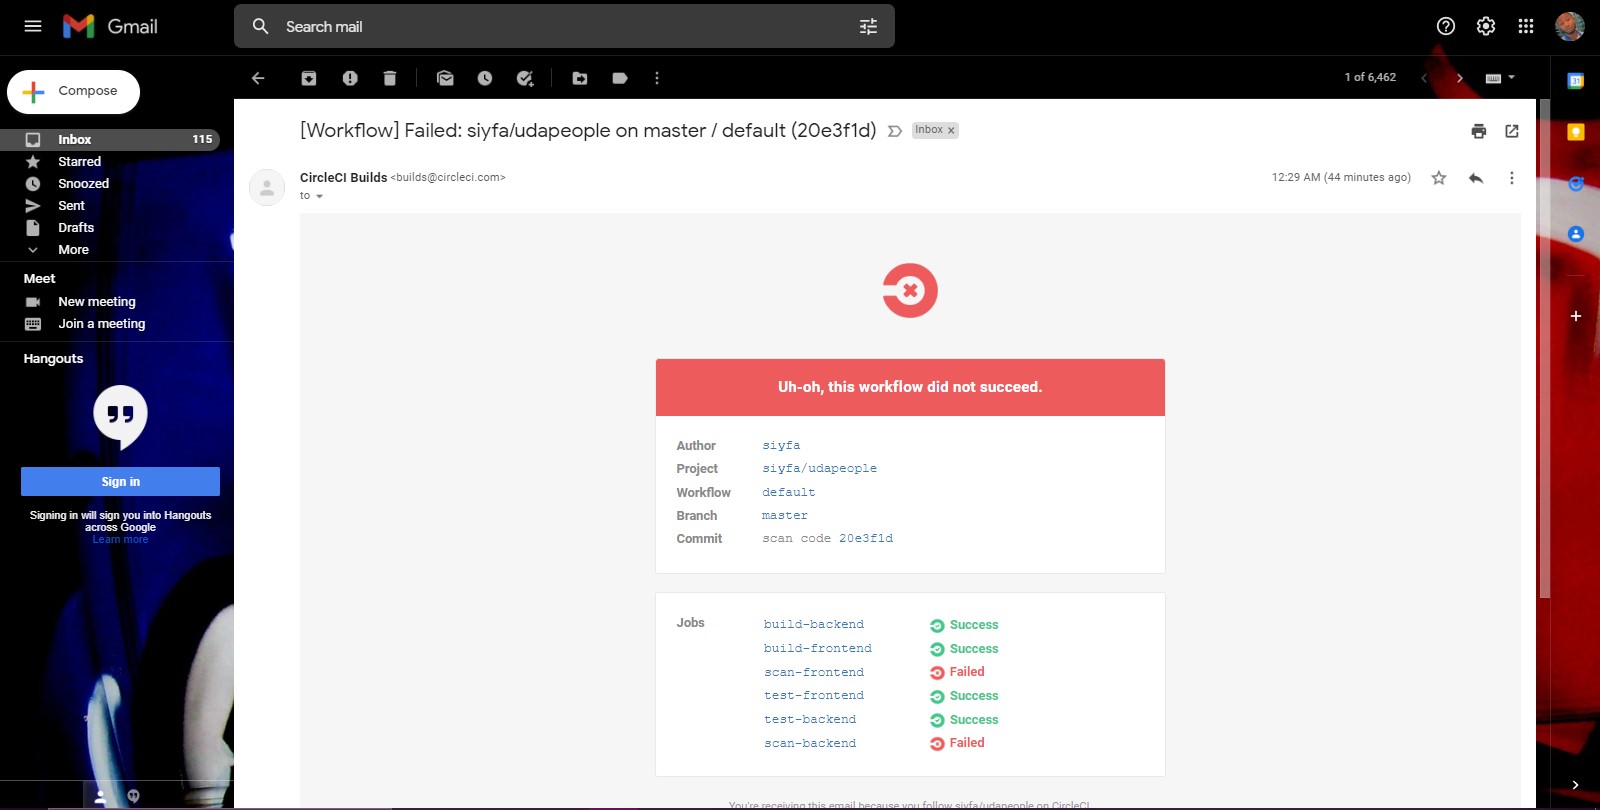 Gmail
Search mail
Compose
1 of 6,462
Inbox 115
Starred
Snoozed
Sent
Drafts
More
Meet
New meeting
Join a meeting
Hangouts
Sign in
Signing in will sign you into Hangouts
across Google
Learn more
[Workflow] Failed: siyfa/udapeople on master / default (20e3f1d)
Inbox x
CircleCI Builds <builds@circleci.com>
12:29 AM (44 minutes ago)
to
Uh-oh, this workflow did not succeed.
Author siyfa
Project siyfa/udapeople
Workflow default
Branch master
Commit scan code 20e3f1d
Jobs build-backend Success
build-frontend Success
scan-frontend Failed
test-frontend Success
test-backend Success
scan-backend Failed
You're receiving this email because you follow siyfa/udapeople on CircleCI
31